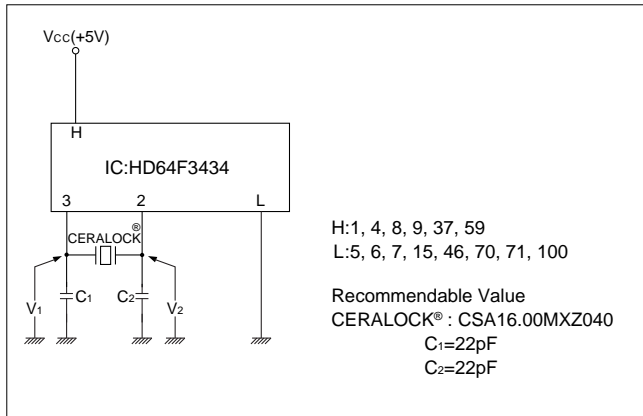 Vcc(+5V)
H
IC:HD64F3434
3 2 L
CERALOCK®
V1 C1 C2 V2
H:1, 4, 8, 9, 37, 59
L:5, 6, 7, 15, 46, 70, 71, 100
Recommendable Value
CERALOCK® : CSA16.00MXZ040
C1=22pF
C2=22pF